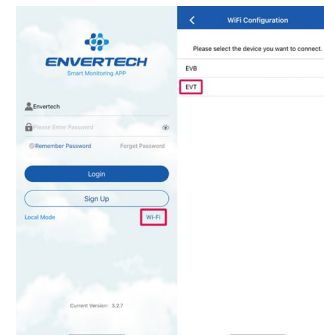 ENVERTECH
Smart Monitoring APP
Envertech
Please Enter Password
Remember Password
Forget Password
Login
Sign Up
Local Mode
Wi-Fi
Current Version: 3.2.7
WiFi Configuration
Please select the device you want to connect.
EVB
EVT